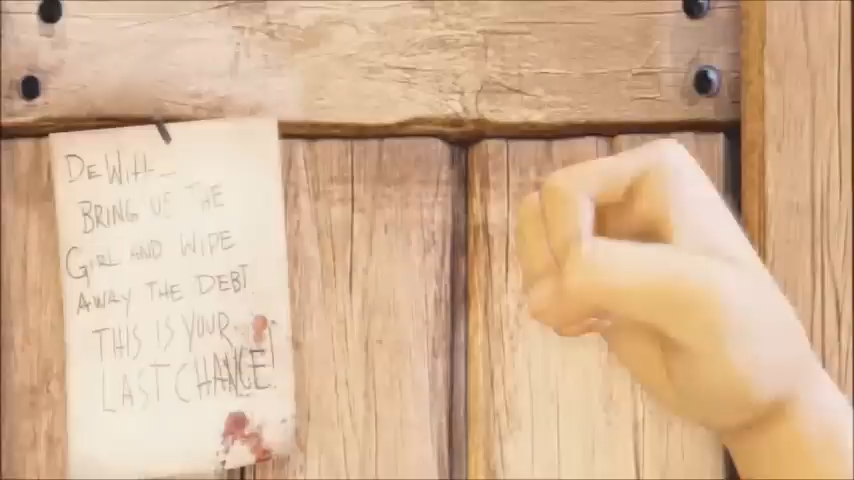 DeWitt—
BRING US THE
GIRL AND WIPE
AWAY THE DEBT
THIS IS YOUR
LAST CHANCE!